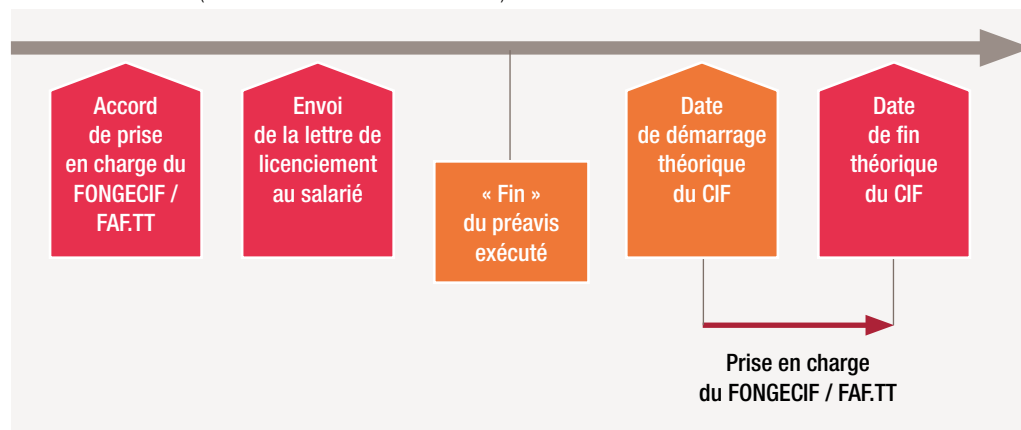 Accord
de prise
en charge du
FONGECIF /
FAF.TT
Envoi
de la lettre de
licenciement
au salarié
« Fin »
du préavis
exécuté
Date
de démarrage
théorique
du CIF
Date
de fin
théorique
du CIF
Prise en charge
du FONGECIF / FAF.TT